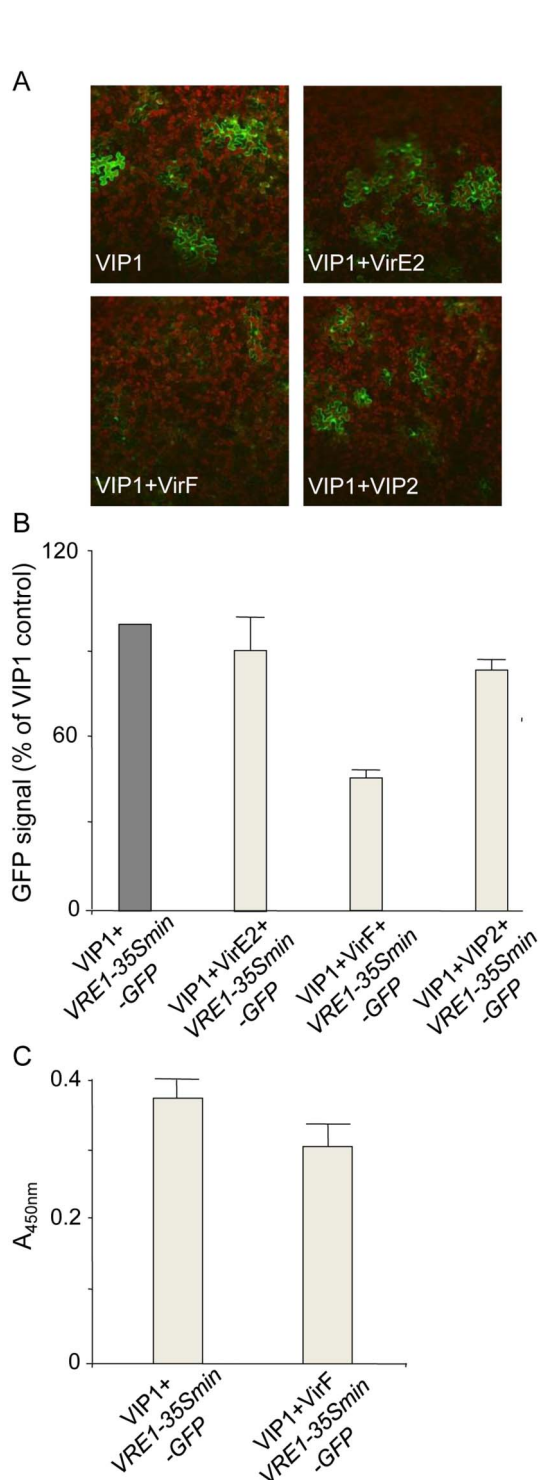 A
VIP1
VIP1+VirE2
VIP1+VirF
VIP1+VIP2
B
GFP signal (% of VIP1 control)
120
60
0
VIP1+
VRE1-35Smin
-GFP
VIP1+VirE2+
VRE1-35Smin
-GFP
VIP1+VirF+
VRE1-35Smin
-GFP
VIP1+VIP2+
VRE1-35Smin
-GFP
C
A450nm
0.4
0.2
0
VIP1+
VRE1-35Smin
-GFP
VIP1+VirF
VRE1-35Smin
-GFP